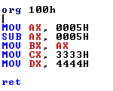 org 100h
MOV AX, 0005H
SUB AX, 0005H
MOV BX, AX
MOV CX, 3333H
MOV DX, 4444H
ret